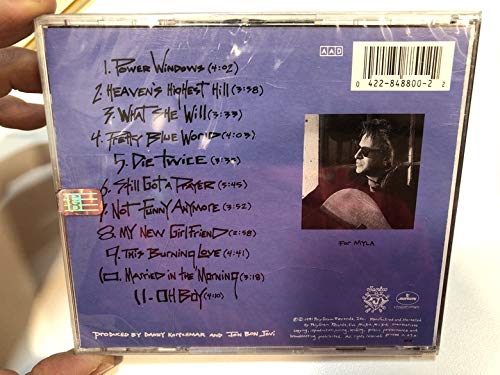 1. POWER WINDOWS (4:02)
2. HEAVEN'S HIGHEST HILL (3:58)
3. WHAT SHE WILL (3:33)
4. PRETTY BLUE WORLD (4:03)
5. DIE TWICE
6. STILL GOT A PRAYER (3:45)
7. NOT FUNNY ANYMORE (3:52)
8. MY NEW GIRLFRIEND (2:58)
9. THIS BURNING LOVE (4:41)
10. MARRIED IN THE MORNING (3:18)
11. OH BOY (4:10)
PRODUCED BY DANNY KORTCHMAR AND JON BON JOVI
AAD
0 422-848800-2 2
FOR MYLA